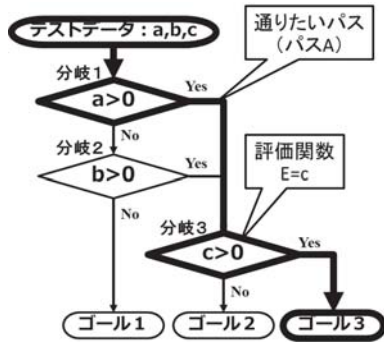 テストデータ：a,b,c
通りたいパス
（パスA）
分岐１
a>0
Yes
No
分岐２
b>0
Yes
No
評価関数
E=c
分岐３
c>0
Yes
No
ゴール１
ゴール２
ゴール３